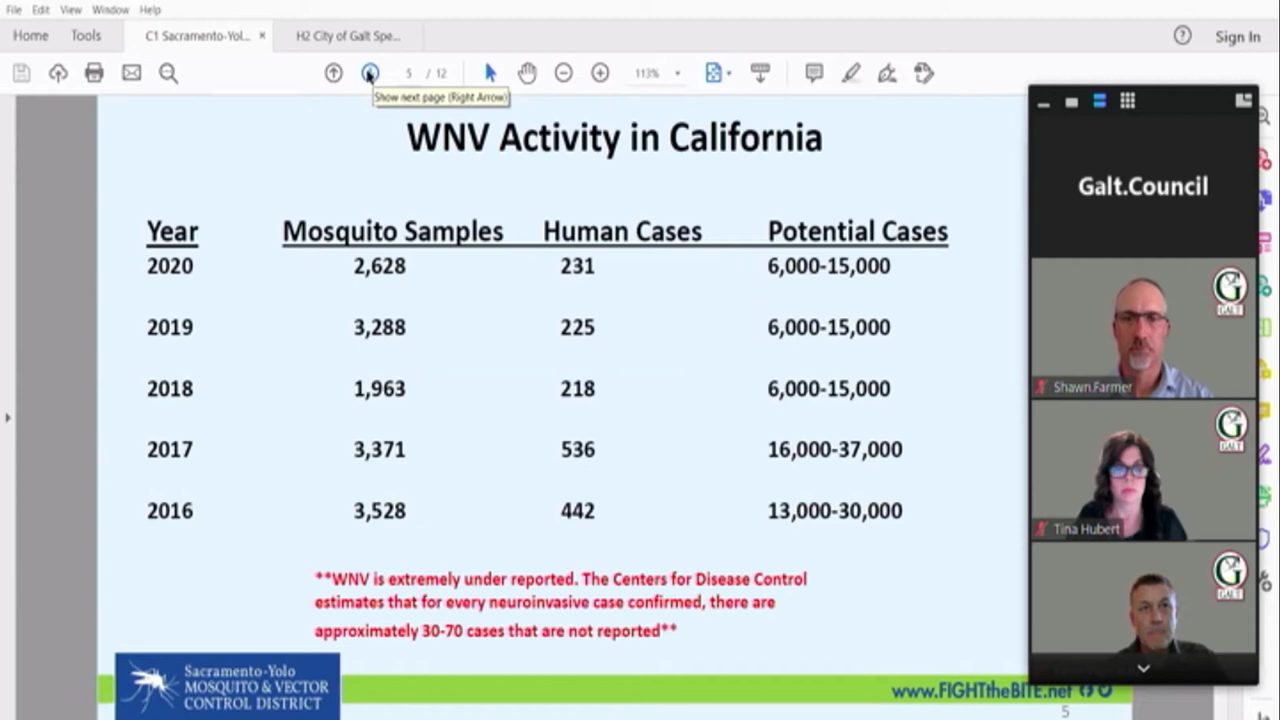 File Edit View Window Help
Home Tools C1 Sacramento-Yol... × H2 City of Galt Spe... Sign In
5 / 12 113%
Show next page (Right Arrow)
WNV Activity in California
Year Mosquito Samples Human Cases Potential Cases
2020 2,628 231 6,000-15,000
2019 3,288 225 6,000-15,000
2018 1,963 218 6,000-15,000
2017 3,371 536 16,000-37,000
2016 3,528 442 13,000-30,000
**WNV is extremely under reported. The Centers for Disease Control
estimates that for every neuroinvasive case confirmed, there are
approximately 30-70 cases that are not reported**
Sacramento-Yolo
MOSQUITO & VECTOR
CONTROL DISTRICT
www.FIGHTtheBITE.net
5
Galt.Council
G
GALT
Shawn.Farmer
G
GALT
Tina Hubert
G
GALT